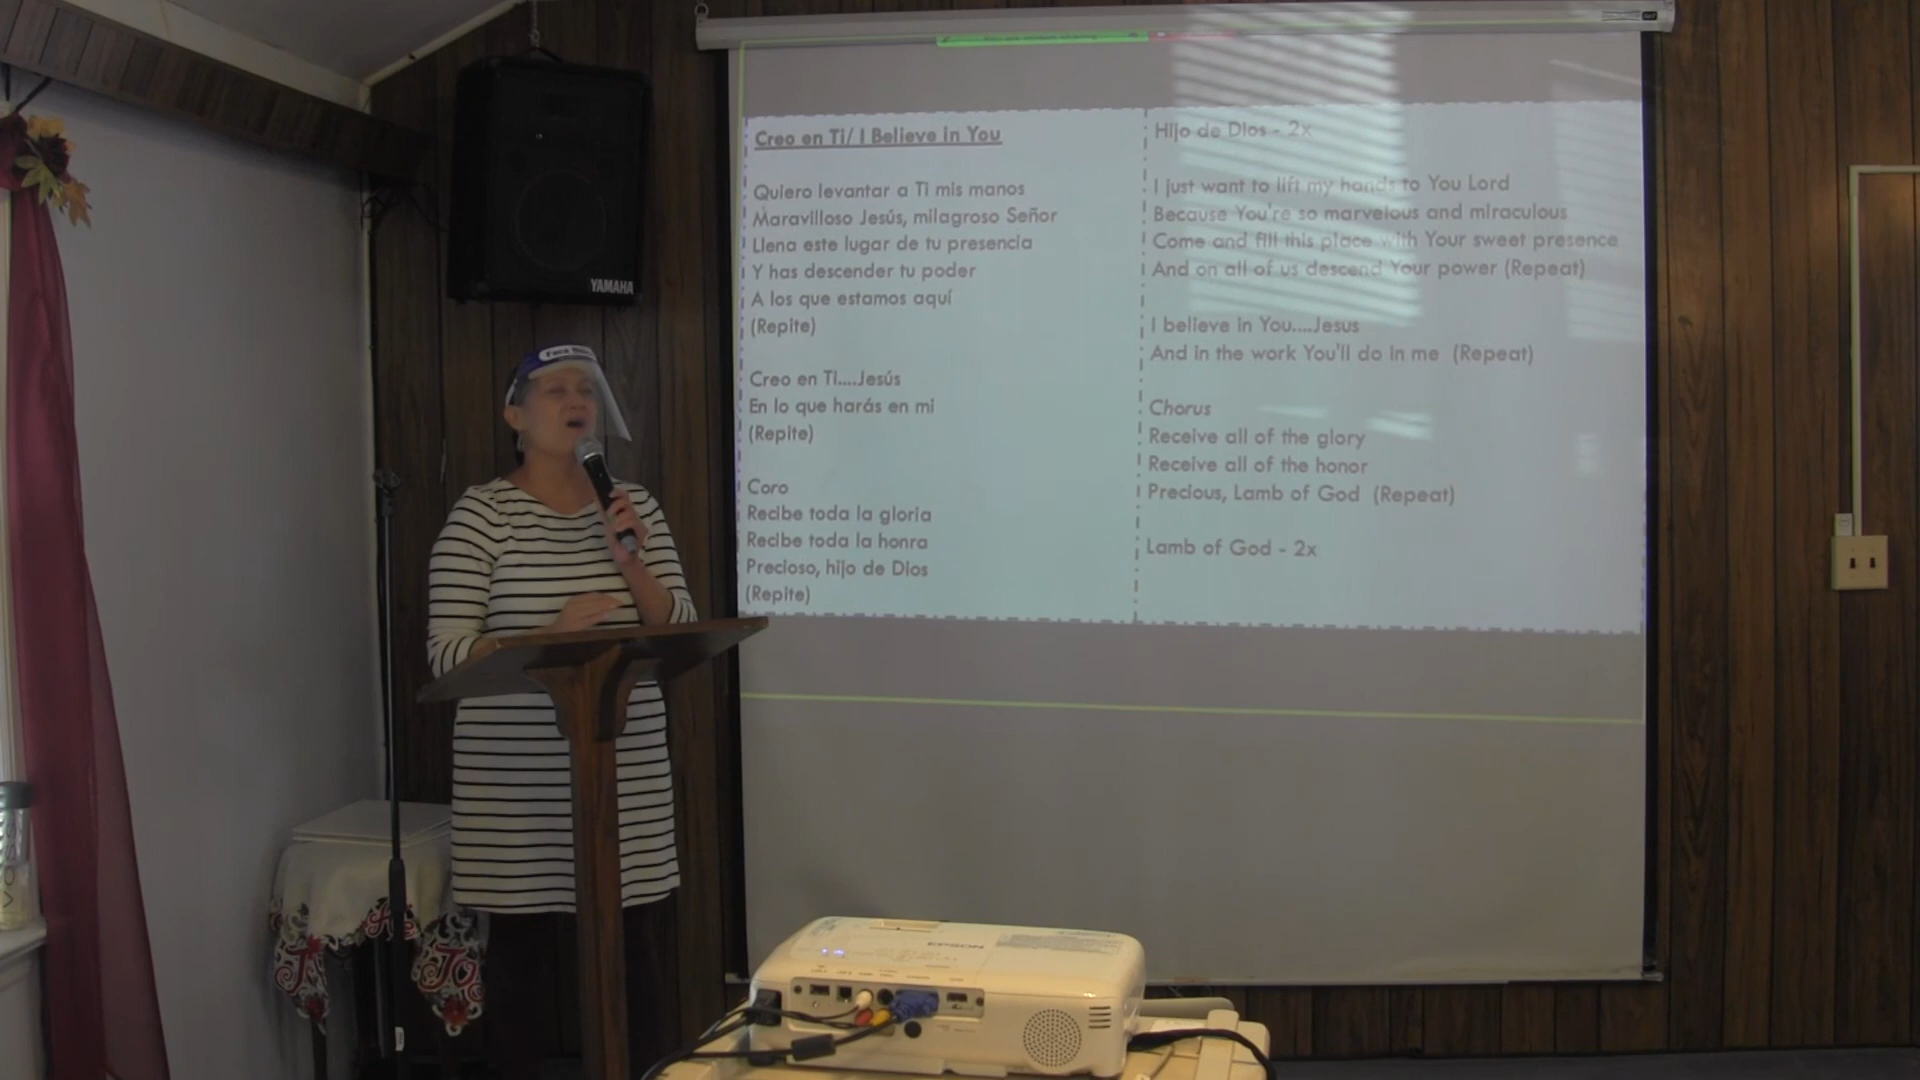 Creo en Ti/ I Believe in You
Quiero levantar a Ti mis manos
Maravilloso Jesús, milagroso Señor
Llena este lugar de tu presencia
Y has descender tu poder
A los que estamos aquí
(Repite)
Creo en Ti....Jesús
En lo que harás en mi
(Repite)
Coro
Recibe toda la gloria
Recibe toda la honra
Precioso, hijo de Dios
(Repite)
Hijo de Dios - 2x
I just want to lift my hands to You Lord
Because You're so marvelous and miraculous
Come and fill this place with Your sweet presence
And on all of us descend Your power (Repeat)
I believe in You....Jesus
And in the work You'll do in me (Repeat)
Chorus
Receive all of the glory
Receive all of the honor
Precious, Lamb of God (Repeat)
Lamb of God - 2x
YAMAHA
EPSON